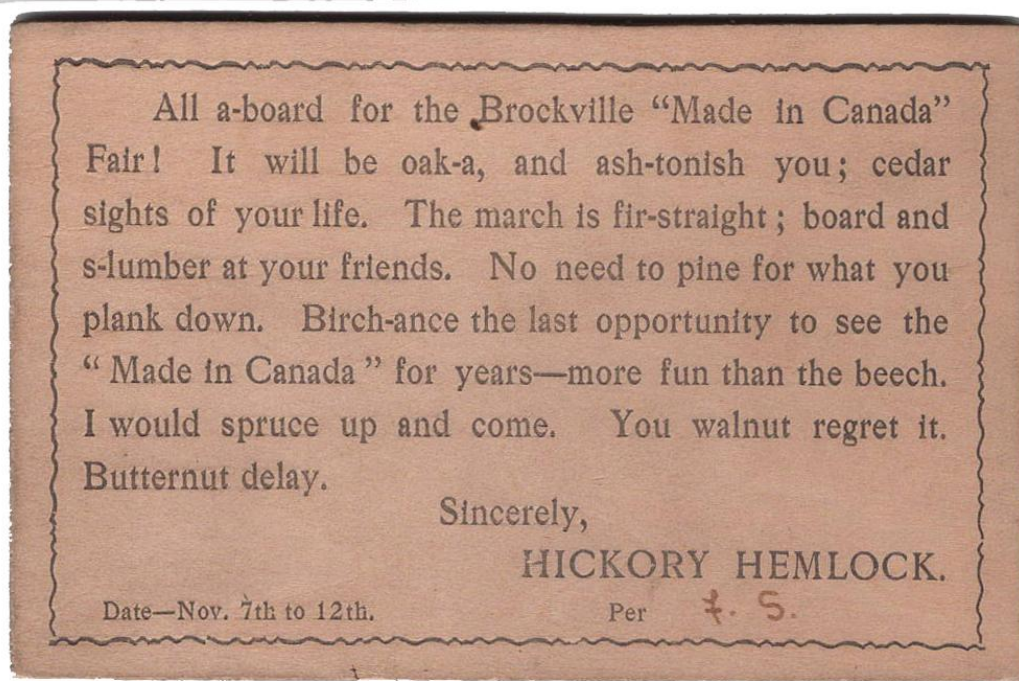 All a-board for the Brockville “Made in Canada”
Fair! It will be oak-a, and ash-tonish you; cedar
sights of your life. The march is fir-straight; board and
s-lumber at your friends. No need to pine for what you
plank down. Birch-ance the last opportunity to see the
“Made in Canada” for years—more fun than the beech.
I would spruce up and come. You walnut regret it.
Butternut delay.
Sincerely,
HICKORY HEMLOCK.
Date—Nov. 7th to 12th. Per F. S.